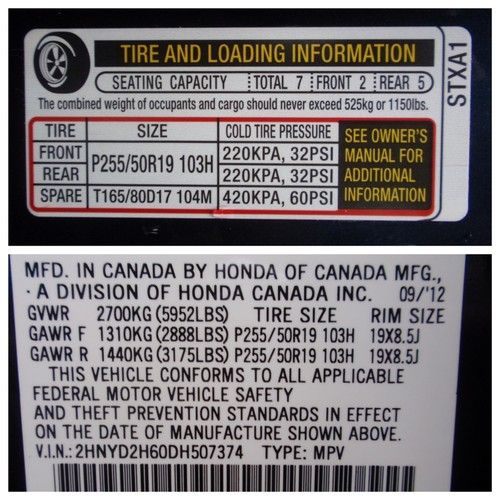 TIRE AND LOADING INFORMATION
SEATING CAPACITY TOTAL 7 FRONT 2 REAR 5
The combined weight of occupants and cargo should never exceed 525kg or 1150lbs.
TIRE SIZE COLD TIRE PRESSURE SEE OWNER'S MANUAL FOR ADDITIONAL INFORMATION
FRONT P255/50R19 103H 220KPA, 32PSI
REAR 220KPA, 32PSI
SPARE T165/80D17 104M 420KPA, 60PSI
STXA1
MFD. IN CANADA BY HONDA OF CANADA MFG.,
A DIVISION OF HONDA CANADA INC. 09/'12
GVWR 2700KG (5952LBS) TIRE SIZE RIM SIZE
GAWR F 1310KG (2888LBS) P255/50R19 103H 19X8.5J
GAWR R 1440KG (3175LBS) P255/50R19 103H 19X8.5J
THIS VEHICLE CONFORMS TO ALL APPLICABLE
FEDERAL MOTOR VEHICLE SAFETY
AND THEFT PREVENTION STANDARDS IN EFFECT
ON THE DATE OF MANUFACTURE SHOWN ABOVE.
V.I.N.: 2HNYD2H60DH507374 TYPE: MPV